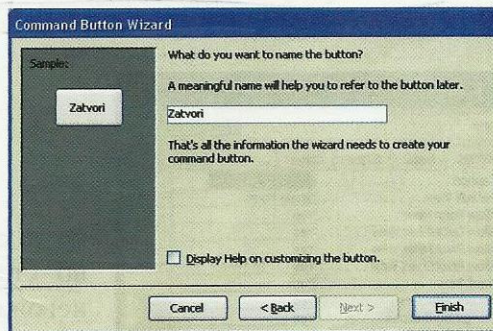 Command Button Wizard
Sample:
Zatvori
What do you want to name the button?
A meaningful name will help you to refer to the button later.
Zatvori
That's all the information the wizard needs to create your
command button.
Display Help on customizing the button.
Cancel
< Back
Next >
Finish